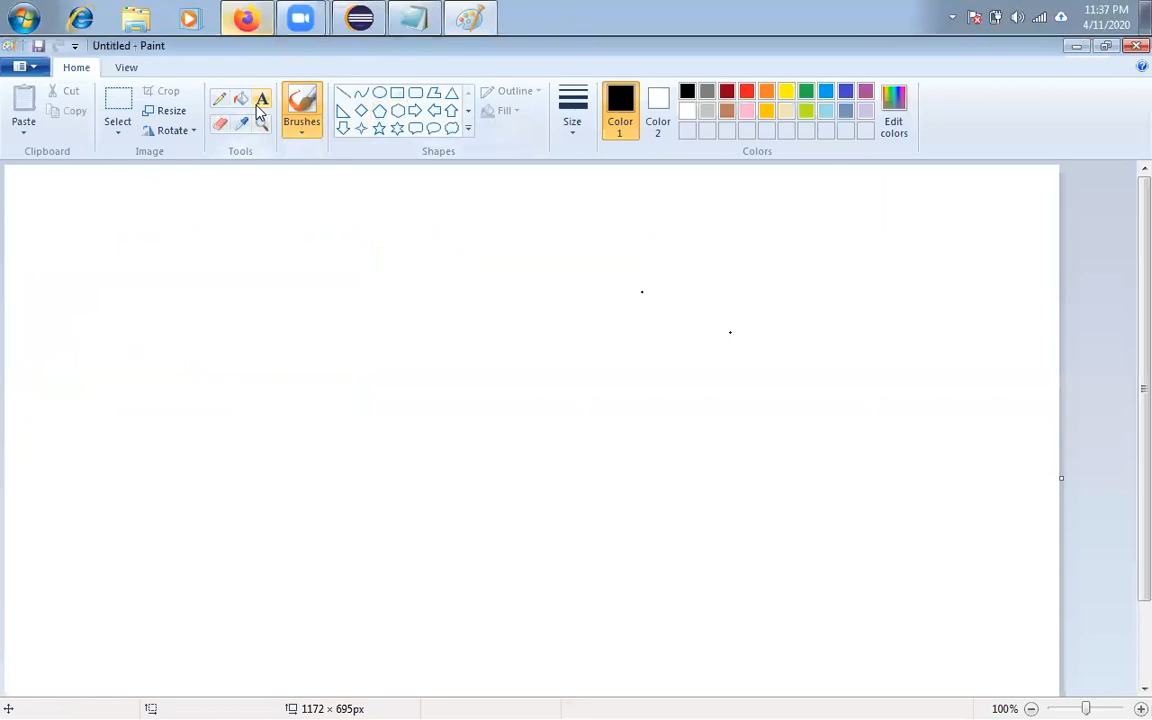 11:37 PM
4/11/2020
Untitled - Paint
Home View
Paste
Cut
Copy
Clipboard
Select
Crop
Resize
Rotate
Image
A
Tools
Brushes
Outline
Fill
Shapes
Size
Color 1
Color 2
Edit colors
Colors
1172 × 695px
100%